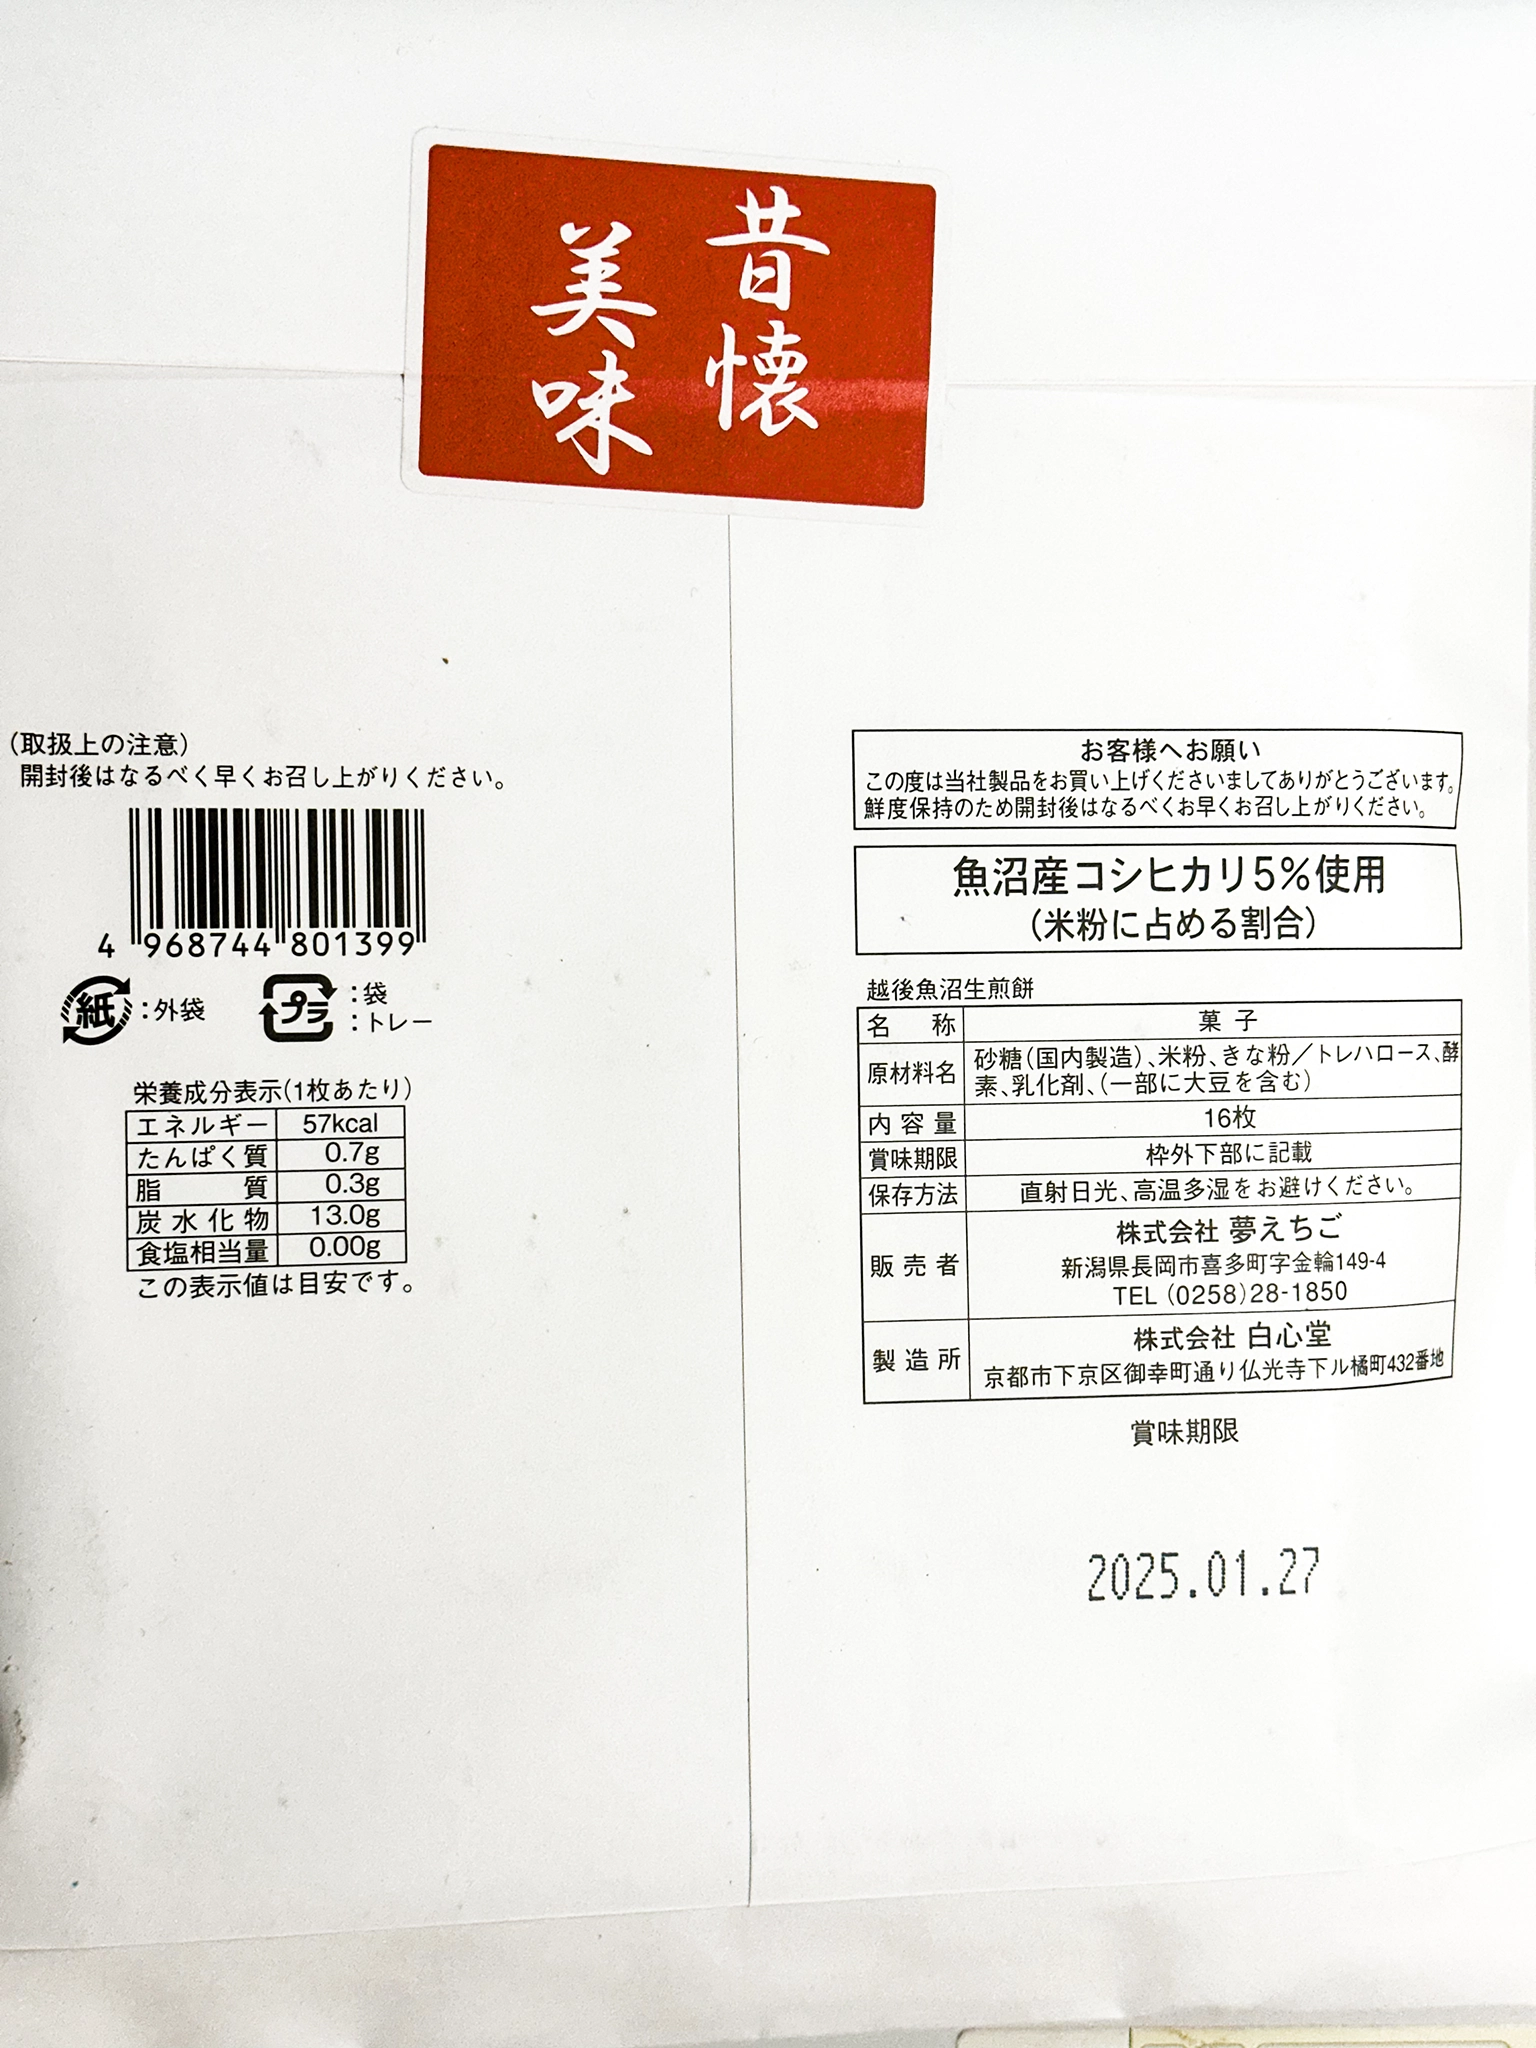 昔懐
美味
(取扱上の注意)
開封後はなるべく早くお召し上がりください。
4 968744 801399
紙:外袋
プラ:袋
:トレー
栄養成分表示(1枚あたり)
エネルギー 57kcal
たんぱく質 0.7g
脂質 0.3g
炭水化物 13.0g
食塩相当量 0.00g
この表示値は目安です。
お客様へお願い
この度は当社製品をお買い上げくださいましてありがとうございます。
鮮度保持のため開封後はなるべくお早くお召し上がりください。
魚沼産コシヒカリ5%使用
(米粉に占める割合)
越後魚沼生煎餅
名称 菓子
原材料名 砂糖(国内製造)、米粉、きな粉/トレハロース、酵
素、乳化剤、(一部に大豆を含む)
内容量 16枚
賞味期限 枠外下部に記載
保存方法 直射日光、高温多湿をお避けください。
販売者 株式会社 夢えちご
新潟県長岡市喜多町字金輪149-4
TEL (0258)28-1850
製造所 株式会社 白心堂
京都市下京区御幸町通り仏光寺下ル橘町432番地
賞味期限
2025.01.27